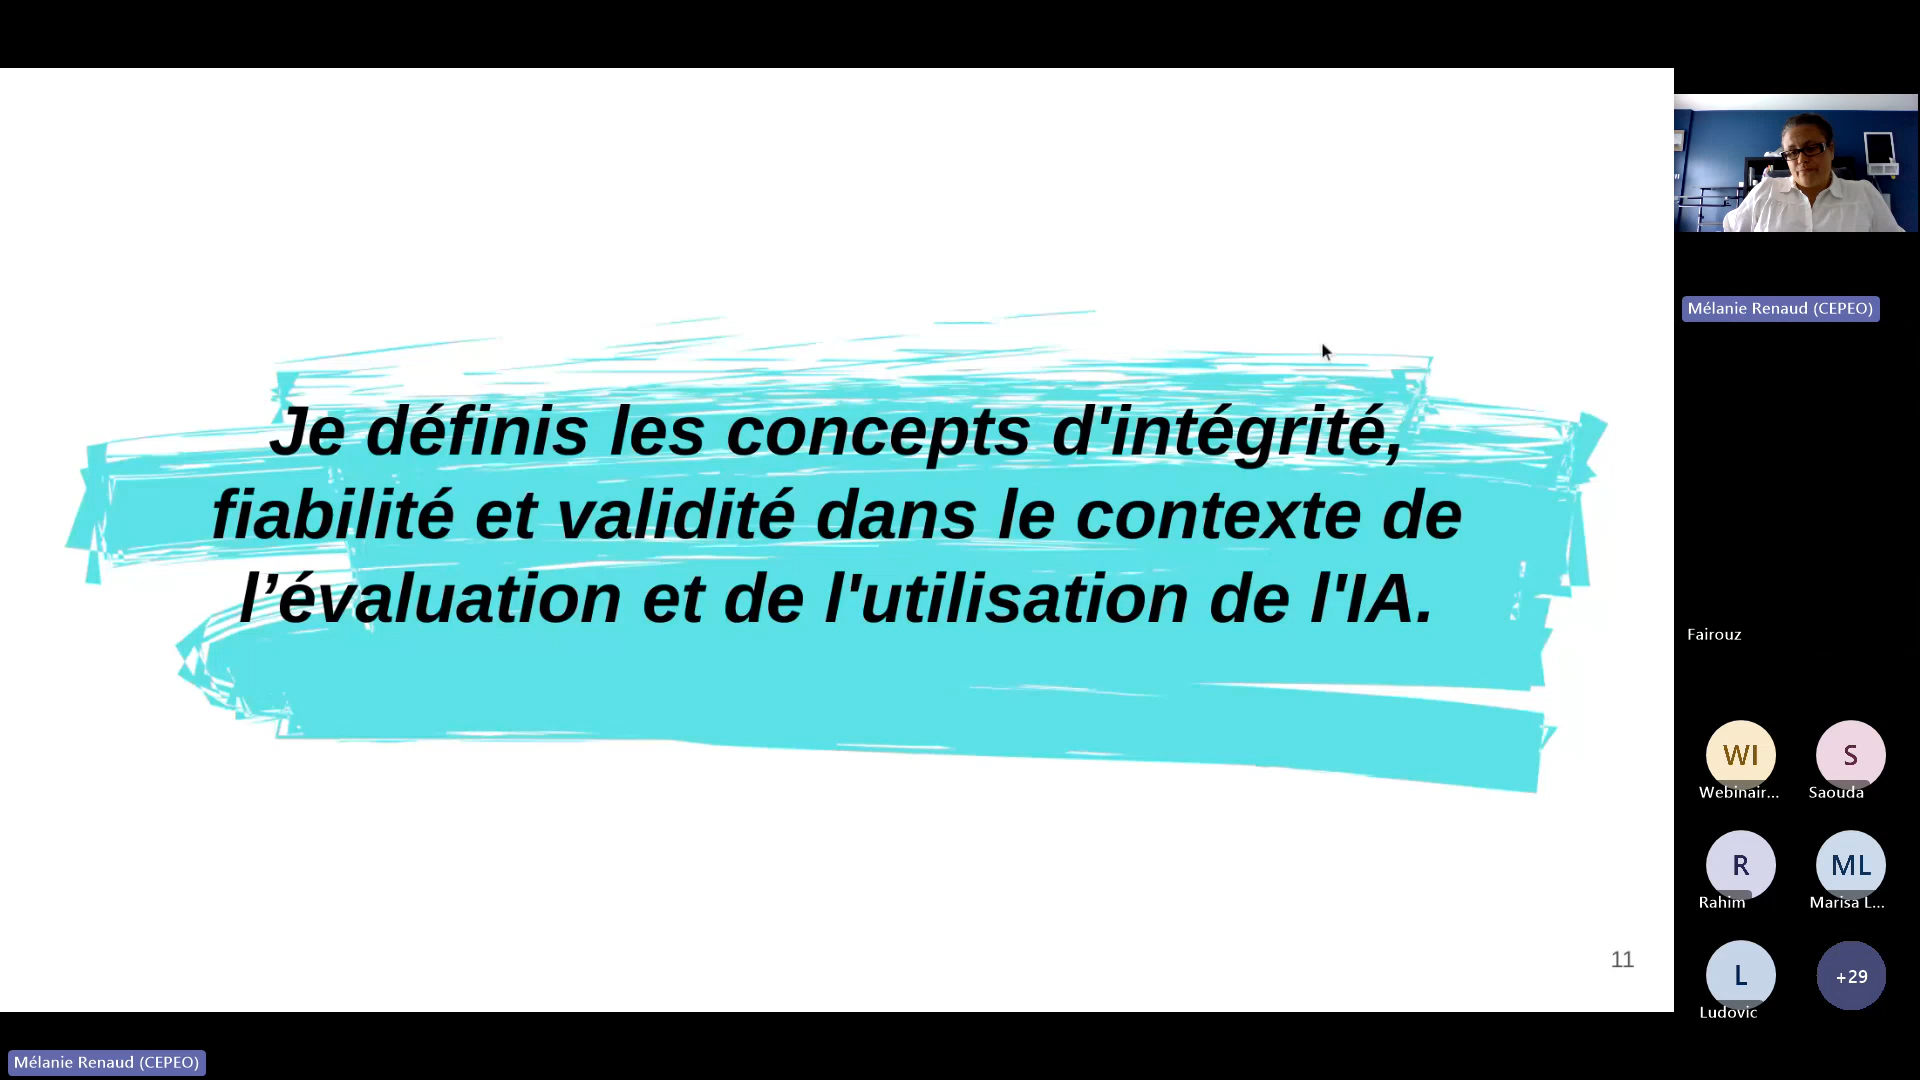 Je définis les concepts d'intégrité,
fiabilité et validité dans le contexte de
l’évaluation et de l'utilisation de l'IA.
11
Mélanie Renaud (CEPEO)
Fairouz
WI
Webinair...
S
Saouda
R
Rahim
ML
Marisa L...
L
Ludovic
+29
Mélanie Renaud (CEPEO)